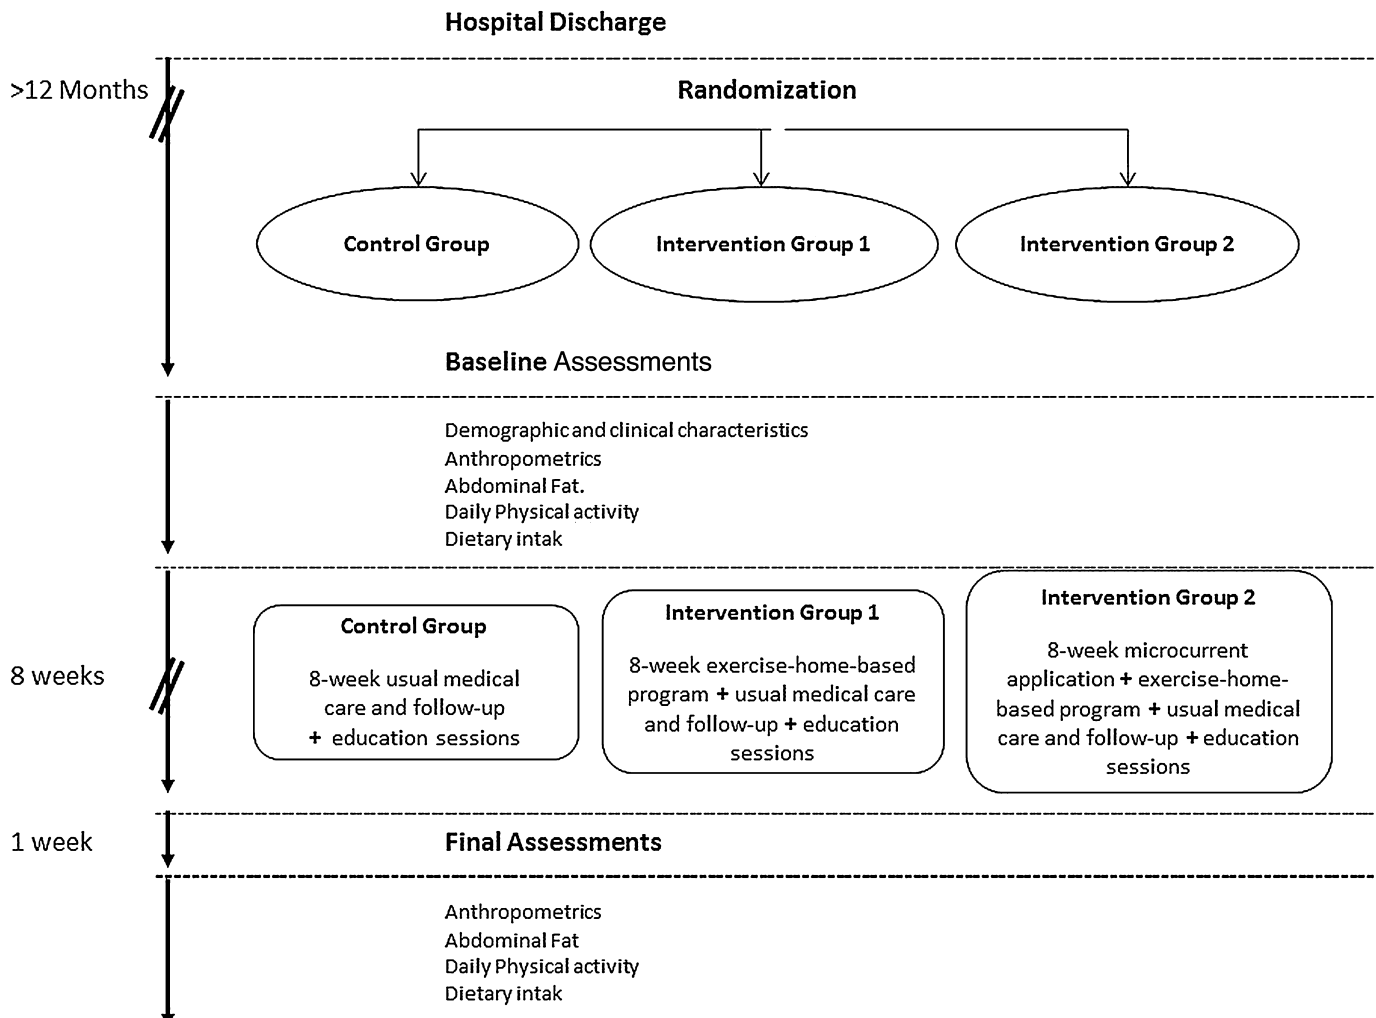 Hospital Discharge
>12 Months
Randomization
Control Group
Intervention Group 1
Intervention Group 2
Baseline Assessments
Demographic and clinical characteristics
Anthropometrics
Abdominal Fat.
Daily Physical activity
Dietary intak
8 weeks
Control Group
8-week usual medical
care and follow-up
+ education sessions
Intervention Group 1
8-week exercise-home-based
program + usual medical care
and follow-up + education
sessions
Intervention Group 2
8-week microcurrent
application + exercise-home-
based program + usual medical
care and follow-up + education
sessions
1 week
Final Assessments
Anthropometrics
Abdominal Fat
Daily Physical activity
Dietary intak